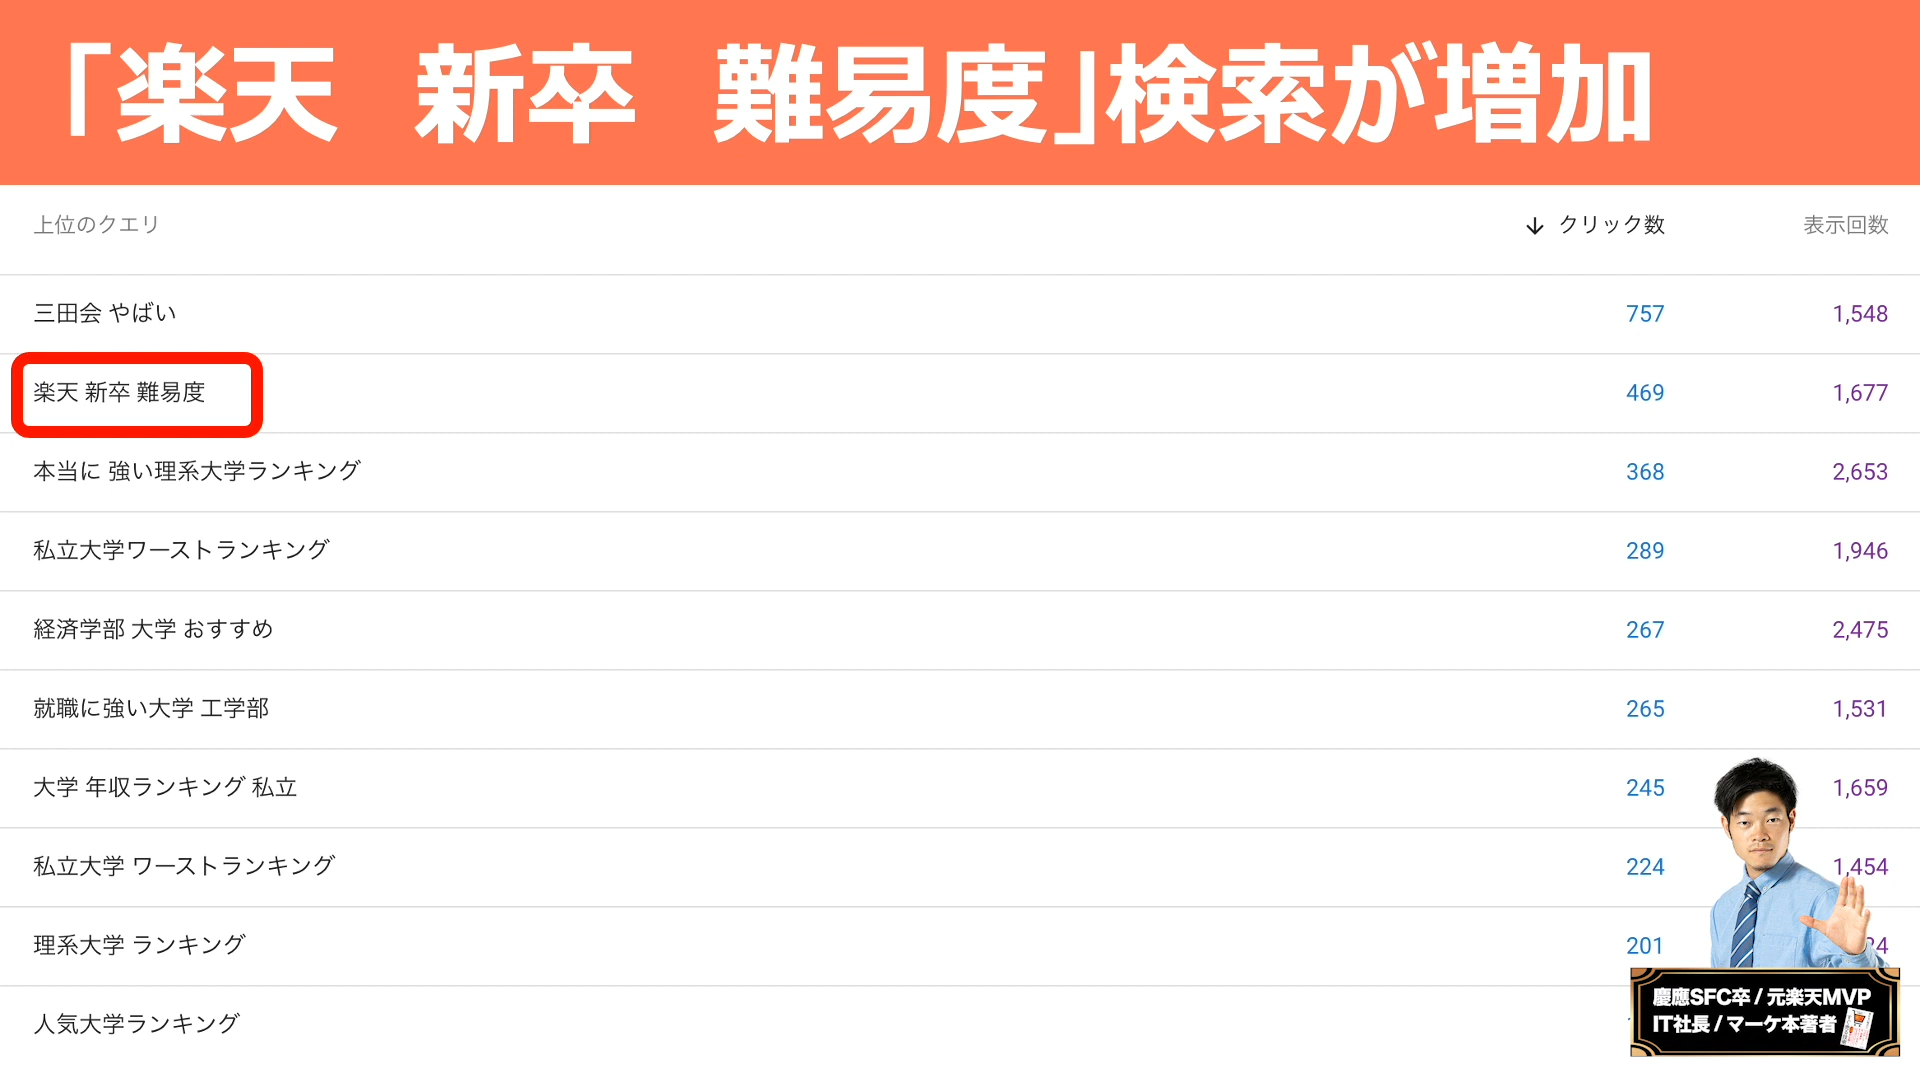 「楽天　新卒　難易度」検索が増加
上位のクエリ ↓ クリック数 表示回数
三田会 やばい 757 1,548
楽天 新卒 難易度 469 1,677
本当に 強い理系大学ランキング 368 2,653
私立大学ワーストランキング 289 1,946
経済学部 大学 おすすめ 267 2,475
就職に強い大学 工学部 265 1,531
大学 年収ランキング 私立 245 1,659
私立大学 ワーストランキング 224 1,454
理系大学 ランキング 201
人気大学ランキング
慶應SFC卒 / 元楽天MVP
IT社長 / マーケ本著者